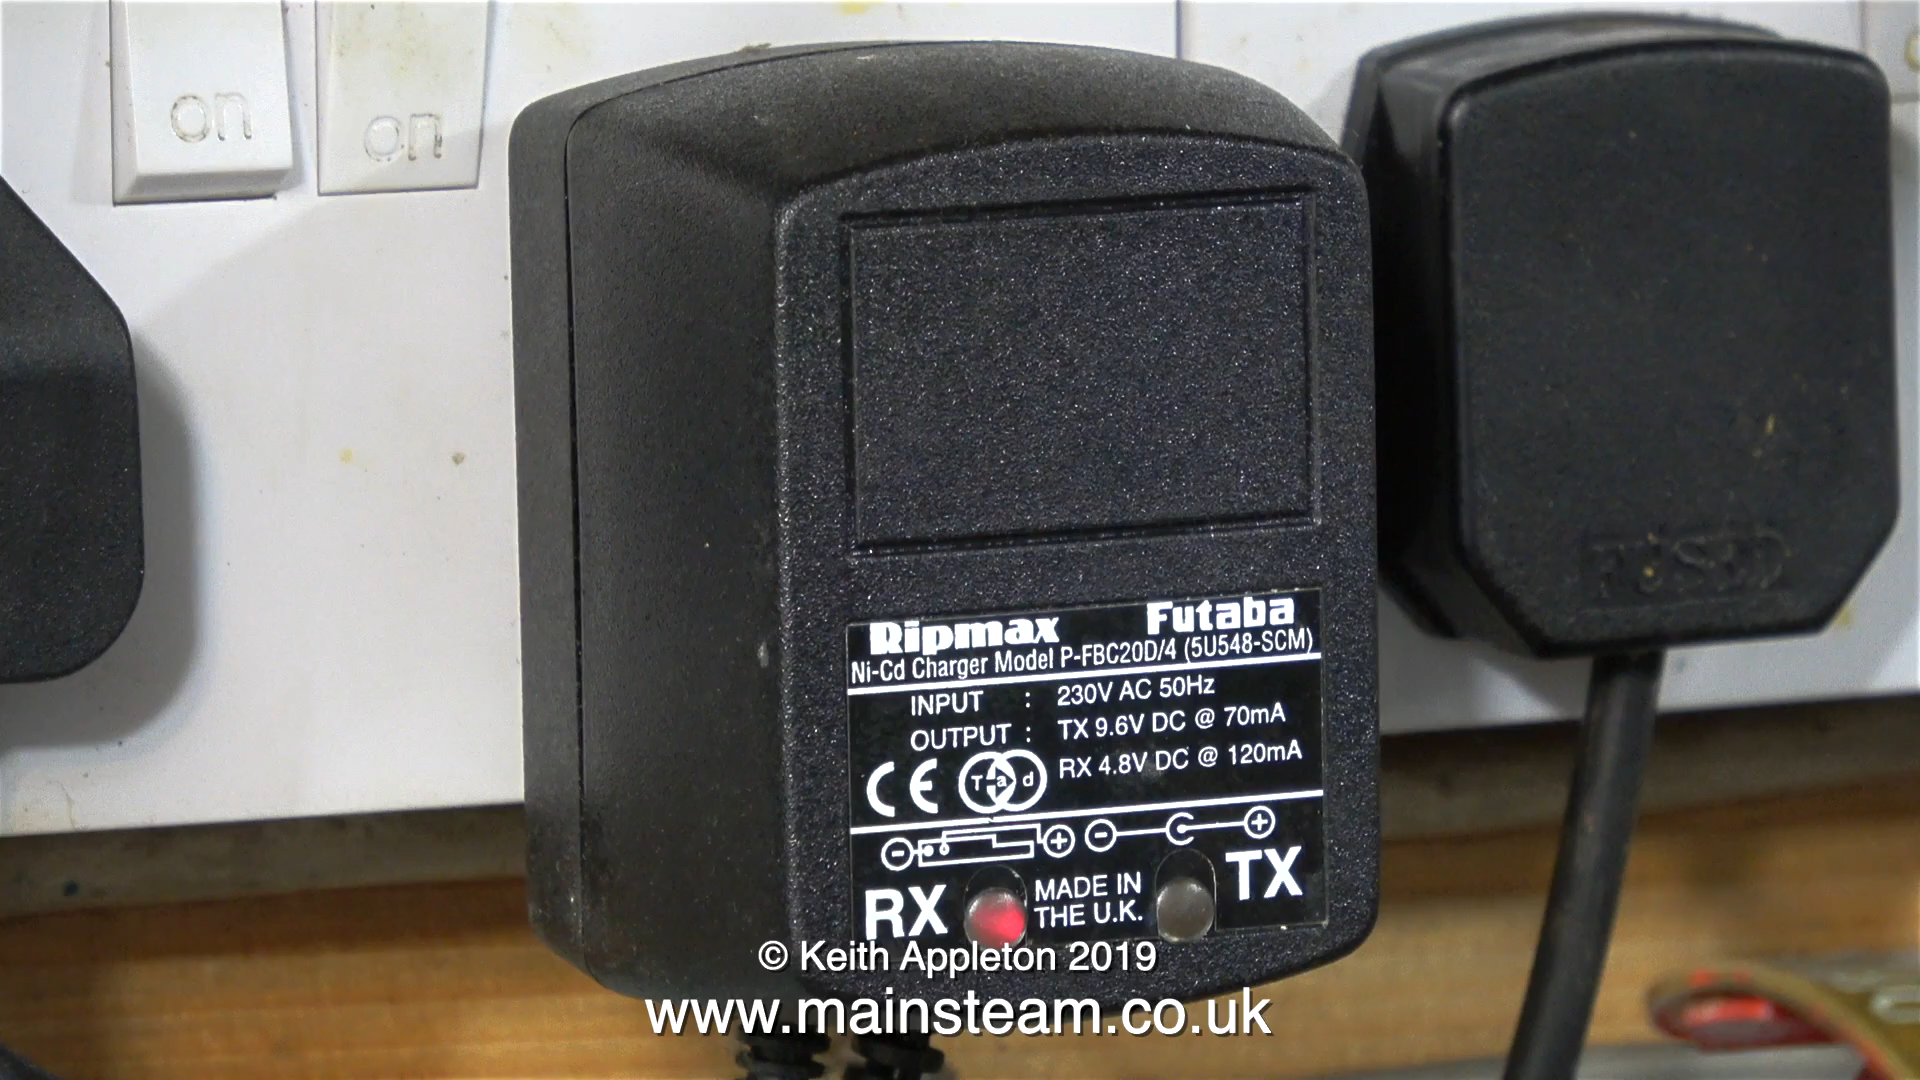 on
on
FUSED
Ripmax Futaba
Ni-Cd Charger Model P-FBC20D/4 (5U548-SCM)
INPUT : 230V AC 50Hz
OUTPUT : TX 9.6V DC @ 70mA
RX 4.8V DC @ 120mA
CE T-a d
RX MADE IN THE U.K. TX
© Keith Appleton 2019
www.mainsteam.co.uk